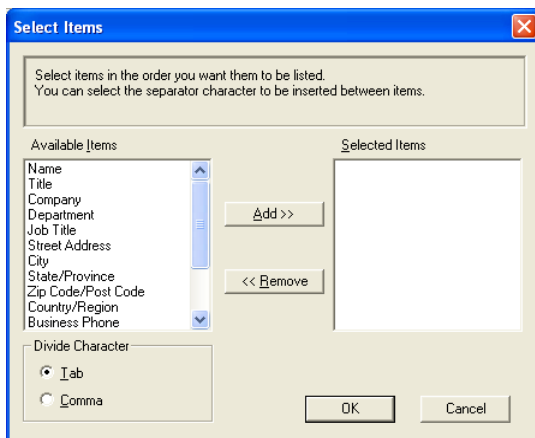 Select Items
Select items in the order you want them to be listed.
You can select the separator character to be inserted between items.
Available Items
Selected Items
Name
Title
Company
Department
Job Title
Street Address
City
State/Province
Zip Code/Post Code
Country/Region
Business Phone
Add >>
<< Remove
Divide Character
Tab
Comma
OK
Cancel